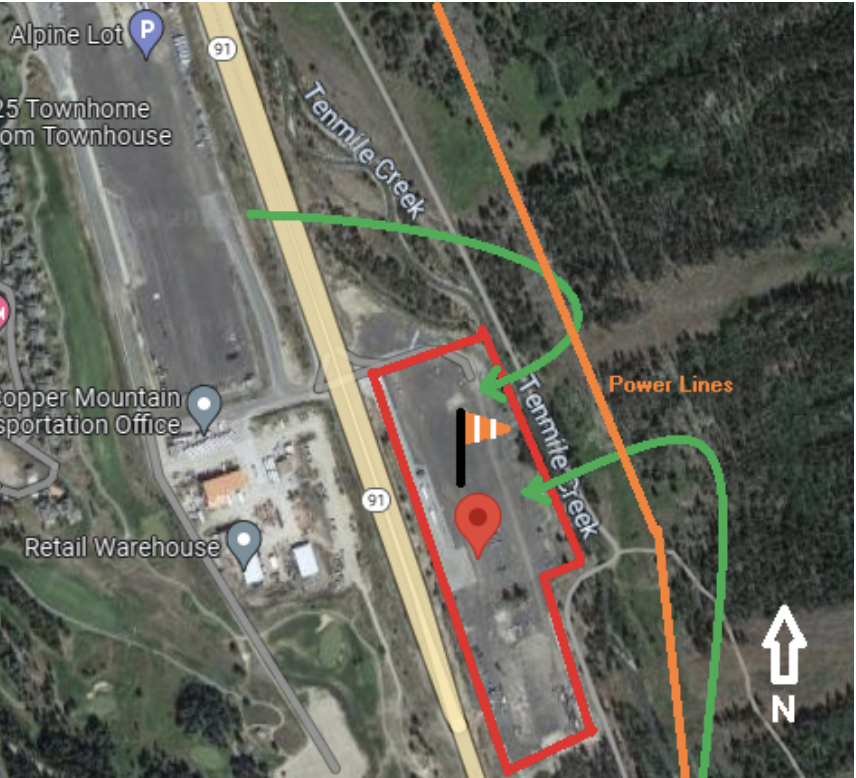 Alpine Lot
P
91
25 Townhome
om Townhouse
Tenmile Creek
Power Lines
Copper Mountain
sportation Office
Tenmile Creek
91
Retail Warehouse
N